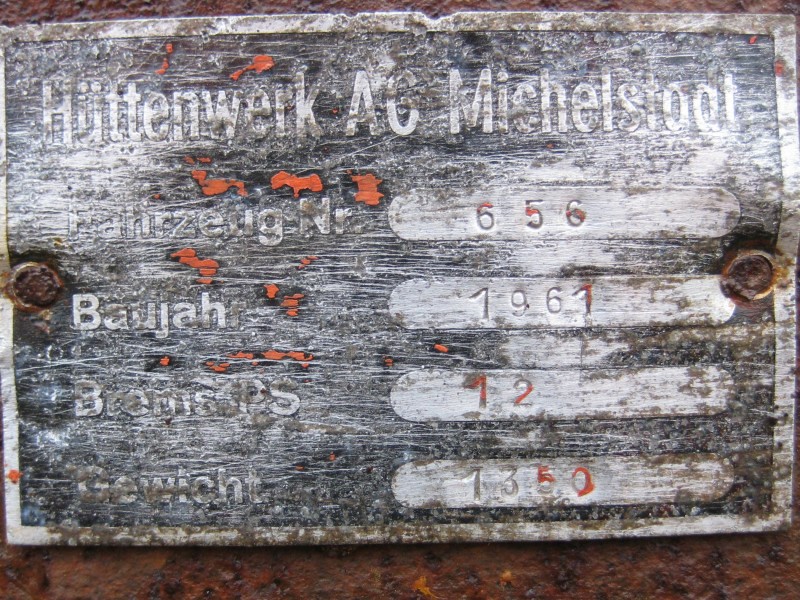 Hüttenwerk AG Michelstadt
Fahrzeug Nr. 656
Baujahr 1961
Brems-PS 12
Gewicht 1350